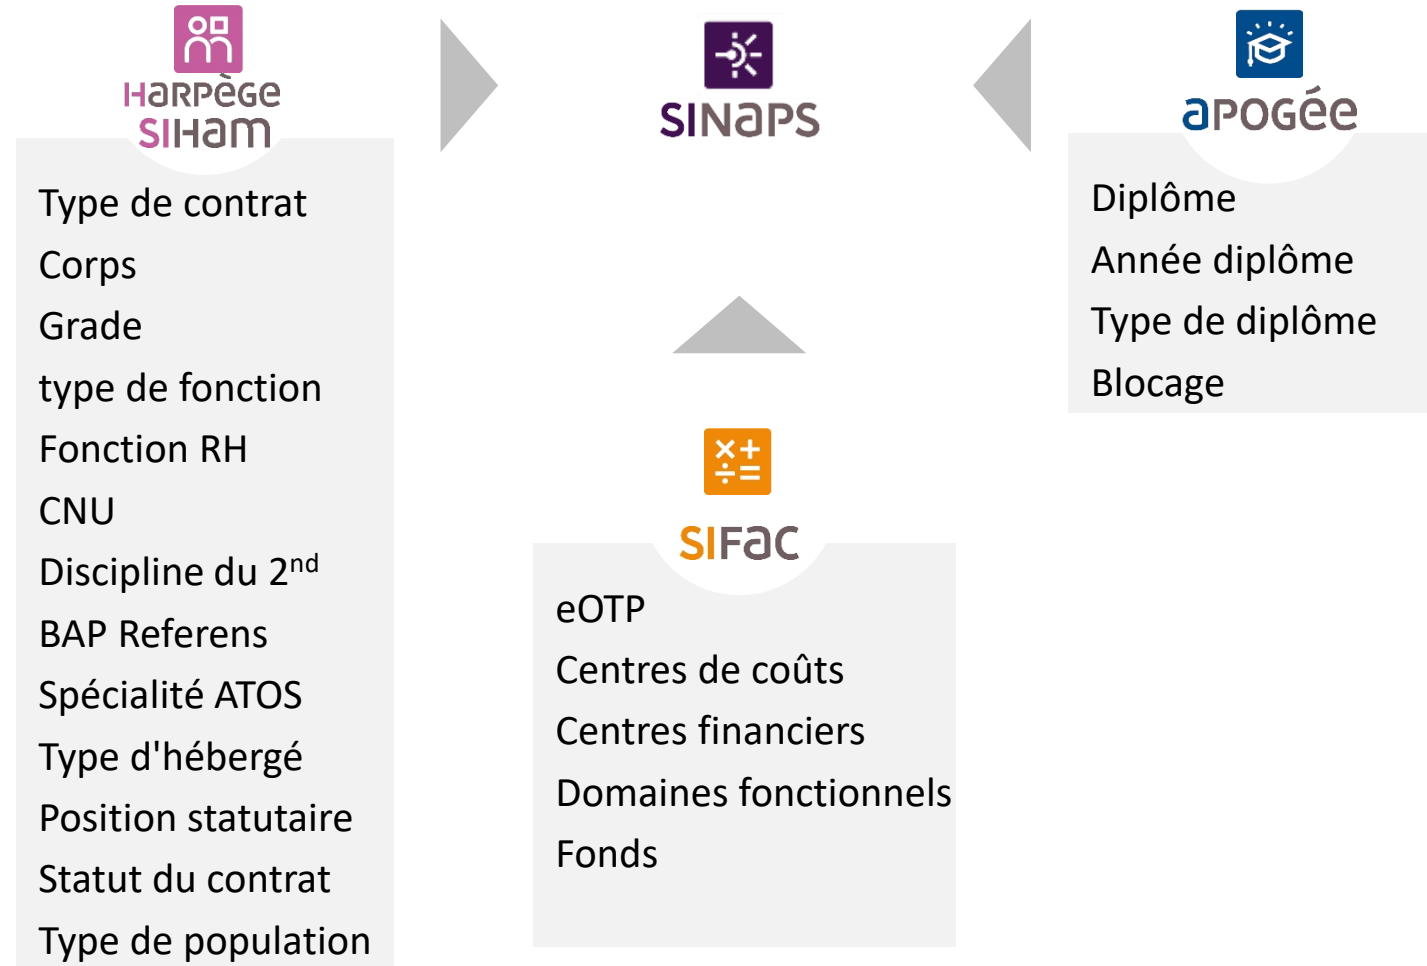 HARPÈGE
SIHAM
Type de contrat
Corps
Grade
type de fonction
Fonction RH
CNU
Discipline du 2nd
BAP Referens
Spécialité ATOS
Type d'hébergé
Position statutaire
Statut du contrat
Type de population
SINAPS
SIFAC
eOTP
Centres de coûts
Centres financiers
Domaines fonctionnels
Fonds
APOGÉE
Diplôme
Année diplôme
Type de diplôme
Blocage